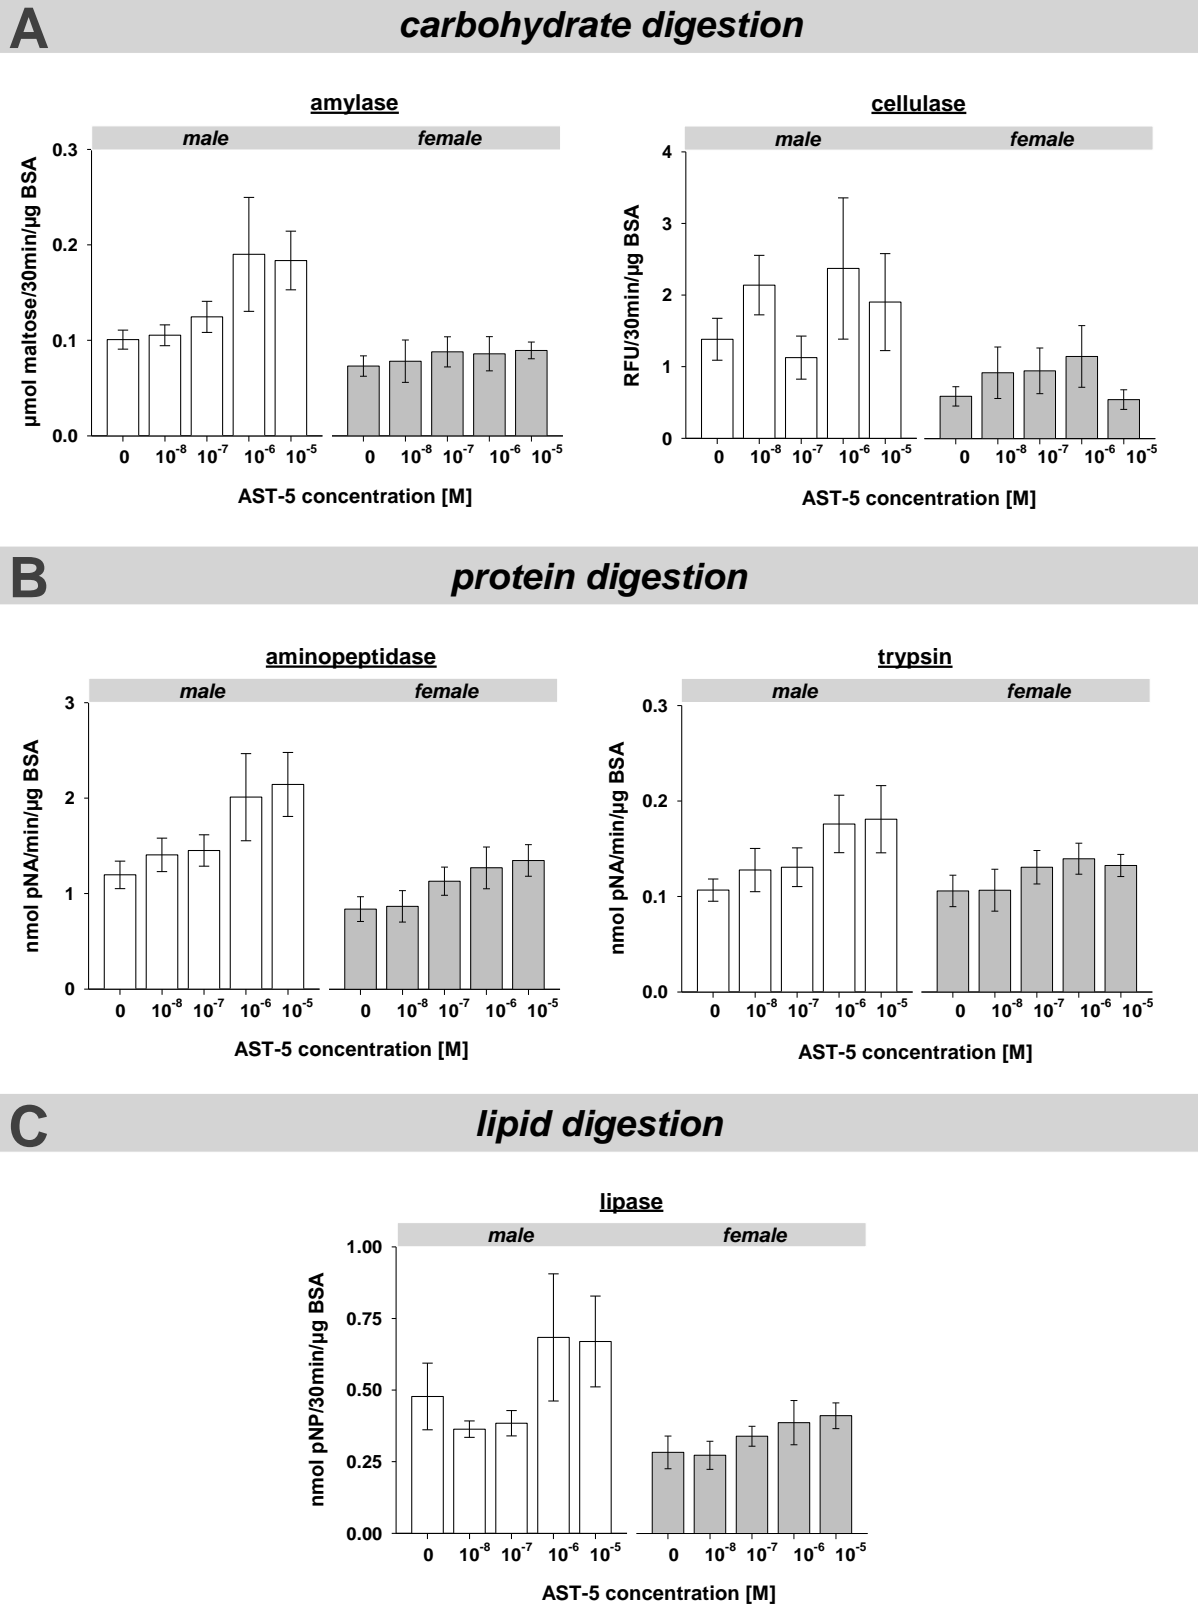 A carbohydrate digestion
amylase
male female
µmol maltose/30min/µg BSA
0.3
0.2
0.1
0.0
0 10-8 10-7 10-6 10-5 0 10-8 10-7 10-6 10-5
AST-5 concentration [M]
cellulase
male female
RFU/30min/µg BSA
4
3
2
1
0
0 10-8 10-7 10-6 10-5 0 10-8 10-7 10-6 10-5
AST-5 concentration [M]
B protein digestion
aminopeptidase
male female
nmol pNA/min/µg BSA
3
2
1
0
0 10-8 10-7 10-6 10-5 0 10-8 10-7 10-6 10-5
AST-5 concentration [M]
trypsin
male female
nmol pNA/min/µg BSA
0.3
0.2
0.1
0.0
0 10-8 10-7 10-6 10-5 0 10-8 10-7 10-6 10-5
AST-5 concentration [M]
C lipid digestion
lipase
male female
nmol pNP/30min/µg BSA
1.00
0.75
0.50
0.25
0.00
0 10-8 10-7 10-6 10-5 0 10-8 10-7 10-6 10-5
AST-5 concentration [M]